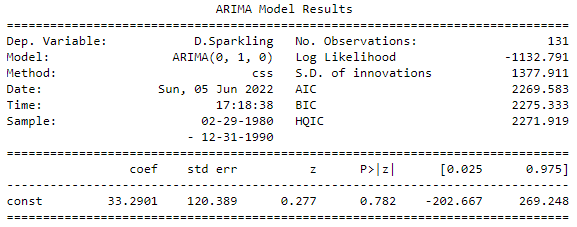 ARIMA Model Results
==============================================================================
Dep. Variable:            D.Sparkling   No. Observations:                  131
Model:                 ARIMA(0, 1, 0)   Log Likelihood               -1132.791
Method:                           css   S.D. of innovations           1377.911
Date:                Sun, 05 Jun 2022   AIC                           2269.583
Time:                        17:18:38   BIC                           2275.333
Sample:                    02-29-1980   HQIC                          2271.919
- 12-31-1990
==============================================================================
coef    std err          z      P>|z|      [0.025      0.975]
------------------------------------------------------------------------------
const         33.2901    120.389      0.277      0.782    -202.667     269.248
==============================================================================